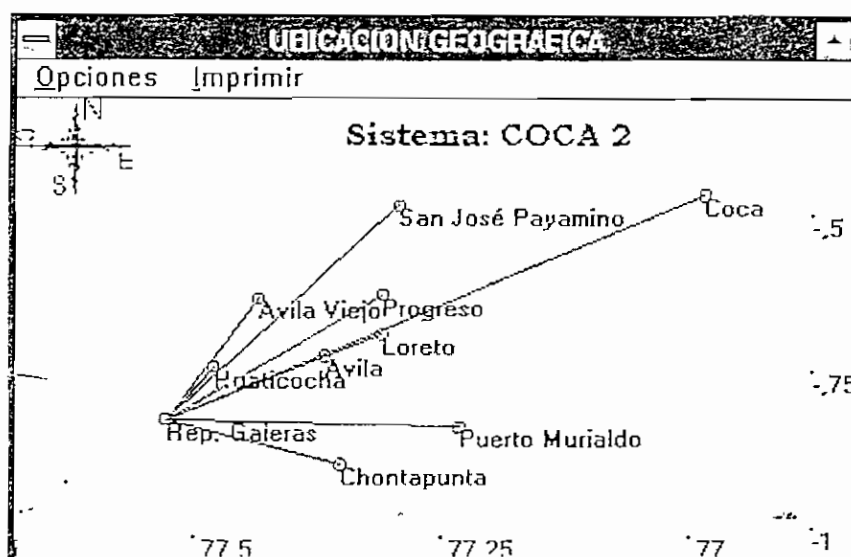 UBICACION GEOGRAFICA
Opciones Imprimir
N
E
S
Sistema: COCA 2
San José Payamino
Coca
-,5
Avila Viejo
Progreso
Loreto
Avila
Huaticocha
-,75
Rep. Galeras
Puerto Murialdo
Chontapunta
77.5
77.25
77
-1